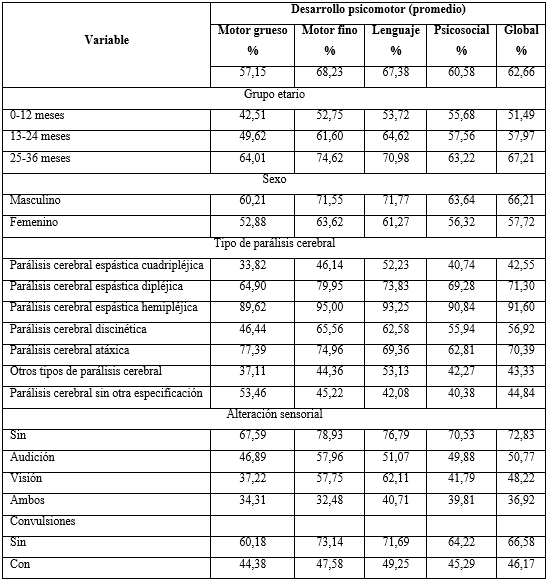 Variable
Desarrollo psicomotor (promedio)
Motor grueso Motor fino Lenguaje Psicosocial Global
% % % % %
57,15 68,23 67,38 60,58 62,66
Grupo etario
0-12 meses 42,51 52,75 53,72 55,68 51,49
13-24 meses 49,62 61,60 64,62 57,56 57,97
25-36 meses 64,01 74,62 70,98 63,22 67,21
Sexo
Masculino 60,21 71,55 71,77 63,64 66,21
Femenino 52,88 63,62 61,27 56,32 57,72
Tipo de parálisis cerebral
Parálisis cerebral espástica cuadripléjica 33,82 46,14 52,23 40,74 42,55
Parálisis cerebral espástica dipléjica 64,90 79,95 73,83 69,28 71,30
Parálisis cerebral espástica hemipléjica 89,62 95,00 93,25 90,84 91,60
Parálisis cerebral discinética 46,44 65,56 62,58 55,94 56,92
Parálisis cerebral atáxica 77,39 74,96 69,36 62,81 70,39
Otros tipos de parálisis cerebral 37,11 44,36 53,13 42,27 43,33
Parálisis cerebral sin otra especificación 53,46 45,22 42,08 40,38 44,84
Alteración sensorial
Sin 67,59 78,93 76,79 70,53 72,83
Audición 46,89 57,96 51,07 49,88 50,77
Visión 37,22 57,75 62,11 41,79 48,22
Ambos 34,31 32,48 40,71 39,81 36,92
Convulsiones
Sin 60,18 73,14 71,69 64,22 66,58
Con 44,38 47,58 49,25 45,29 46,17